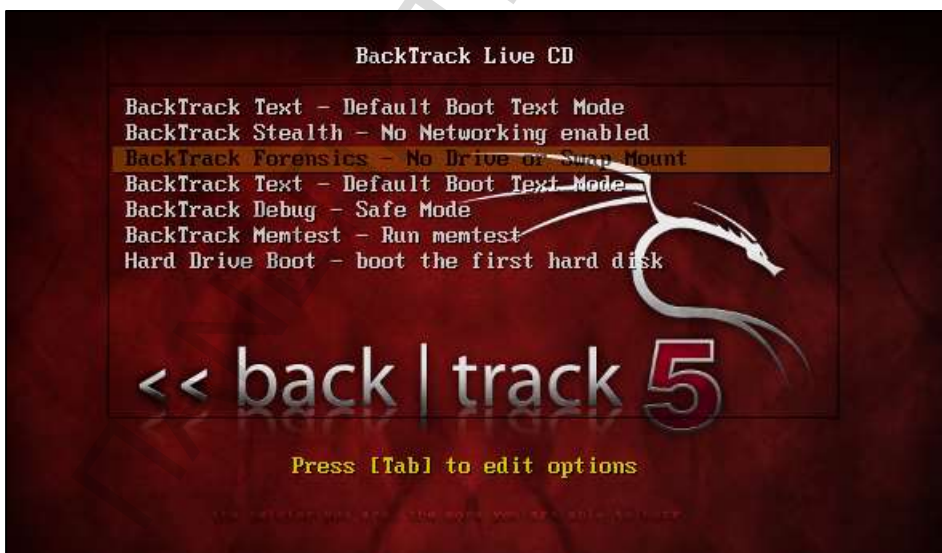 BackTrack Live CD
BackTrack Text - Default Boot Text Mode
BackTrack Stealth - No Networking enabled
BackTrack Forensics - No Drive or Swap Mount
BackTrack Text - Default Boot Text Mode
BackTrack Debug - Safe Mode
BackTrack Memtest - Run memtest
Hard Drive Boot - boot the first hard disk
<< back | track 5
Press [Tab] to edit options